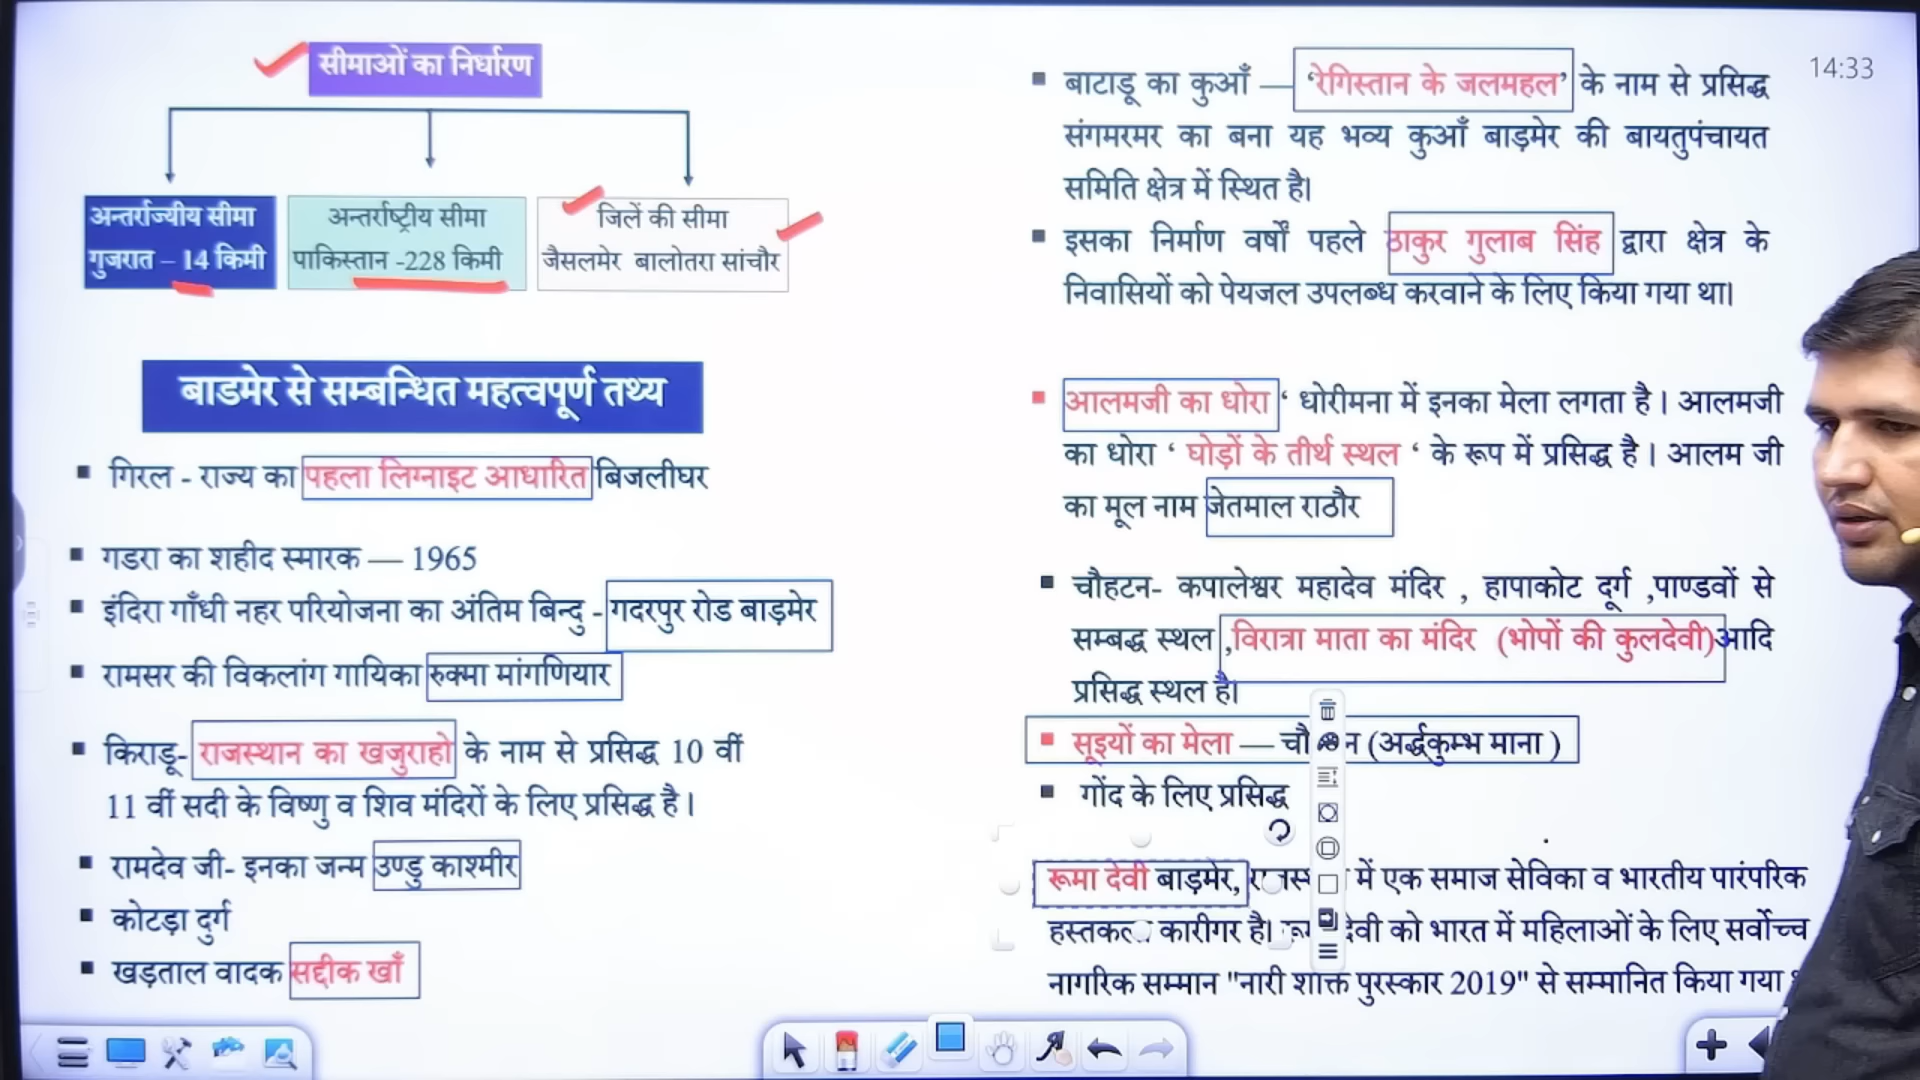 सीमाओं का निर्धारण
अन्तर्राज्यीय सीमा
गुजरात – 14 किमी
अन्तर्राष्ट्रीय सीमा
पाकिस्तान -228 किमी
जिलें की सीमा
जैसलमेर बालोतरा सांचौर
बाडमेर से सम्बन्धित महत्वपूर्ण तथ्य
गिरल - राज्य का पहला लिग्नाइट आधारित बिजलीघर
गडरा का शहीद स्मारक — 1965
इंदिरा गाँधी नहर परियोजना का अंतिम बिन्दु - गदरपुर रोड बाड़मेर
रामसर की विकलांग गायिका रुक्मा मांगणियार
किराडू- राजस्थान का खजुराहो के नाम से प्रसिद्ध 10 वीं
11 वीं सदी के विष्णु व शिव मंदिरों के लिए प्रसिद्ध है।
रामदेव जी- इनका जन्म उण्डु काश्मीर
कोटड़ा दुर्ग
खड़ताल वादक सद्दीक खाँ
14:33
बाटाडू का कुआँ — ‘रेगिस्तान के जलमहल’ के नाम से प्रसिद्ध
संगमरमर का बना यह भव्य कुआँ बाड़मेर की बायतुपंचायत
समिति क्षेत्र में स्थित है।
इसका निर्माण वर्षों पहले ठाकुर गुलाब सिंह द्वारा क्षेत्र के
निवासियों को पेयजल उपलब्ध करवाने के लिए किया गया था।
आलमजी का धोरा ‘ धोरीमना में इनका मेला लगता है । आलमजी
का धोरा ‘ घोड़ों के तीर्थ स्थल ‘ के रूप में प्रसिद्ध है । आलम जी
का मूल नाम जेतमाल राठौर
चौहटन- कपालेश्वर महादेव मंदिर , हापाकोट दूर्ग ,पाण्डवों से
सम्बद्ध स्थल ,विरात्रा माता का मंदिर (भोपों की कुलदेवी)आदि
प्रसिद्ध स्थल है।
सूइयों का मेला — (अर्द्धकुम्भ माना )
गोंद के लिए प्रसिद्ध
रूमा देवी बाड़मेर, में एक समाज सेविका व भारतीय पारंपरिक
कारीगर है। देवी को भारत में महिलाओं के लिए सर्वोच्च
नागरिक सम्मान "नारी शक्ति पुरस्कार 2019" से सम्मानित किया गया